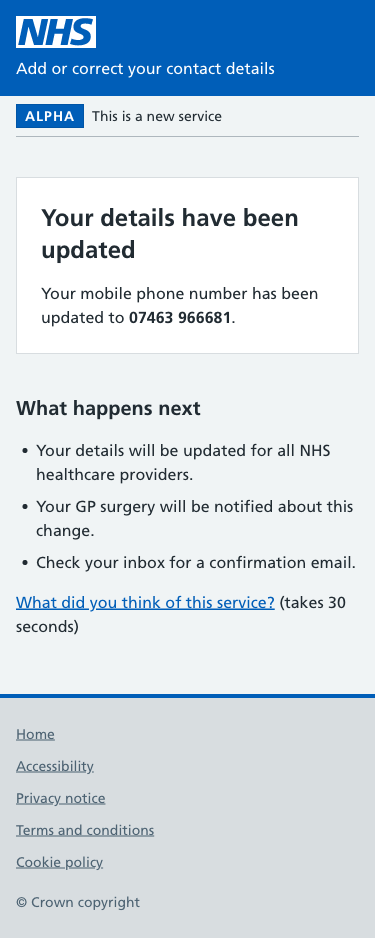 NHS
Add or correct your contact details
ALPHA This is a new service
Your details have been
updated
Your mobile phone number has been
updated to 07463 966681.
What happens next
• Your details will be updated for all NHS
healthcare providers.
• Your GP surgery will be notified about this
change.
• Check your inbox for a confirmation email.
What did you think of this service? (takes 30
seconds)
Home
Accessibility
Privacy notice
Terms and conditions
Cookie policy
© Crown copyright